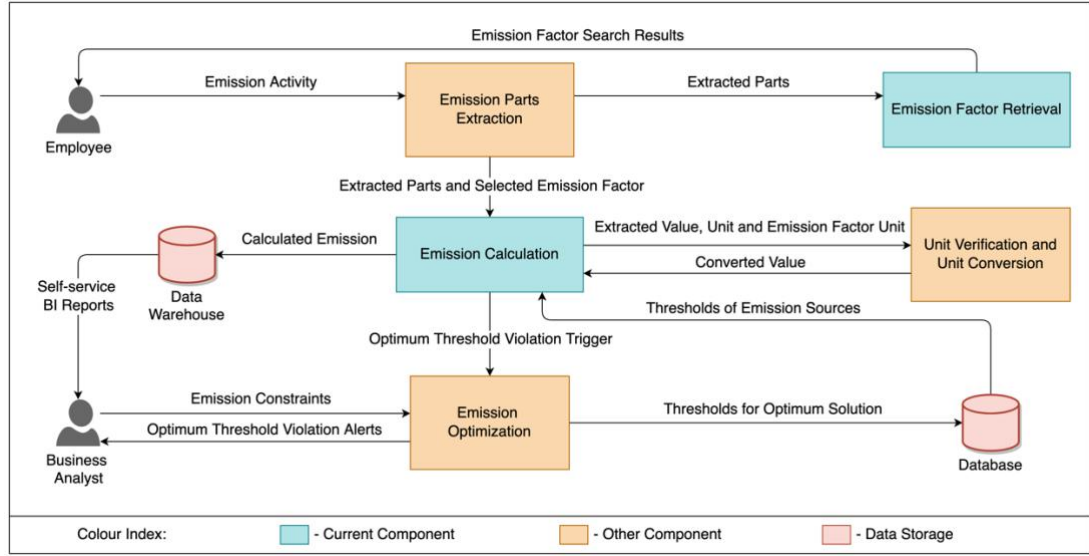 Emission Factor Search Results
Emission Activity
Extracted Parts
Emission Parts
Extraction
Emission Factor Retrieval
Employee
Extracted Parts and Selected Emission Factor
Calculated Emission
Emission Calculation
Extracted Value, Unit and Emission Factor Unit
Converted Value
Unit Verification and
Unit Conversion
Self-service
BI Reports
Data
Warehouse
Thresholds of Emission Sources
Optimum Threshold Violation Trigger
Emission Constraints
Optimum Threshold Violation Alerts
Emission
Optimization
Thresholds for Optimum Solution
Business
Analyst
Database
Colour Index:
- Current Component
- Other Component
- Data Storage